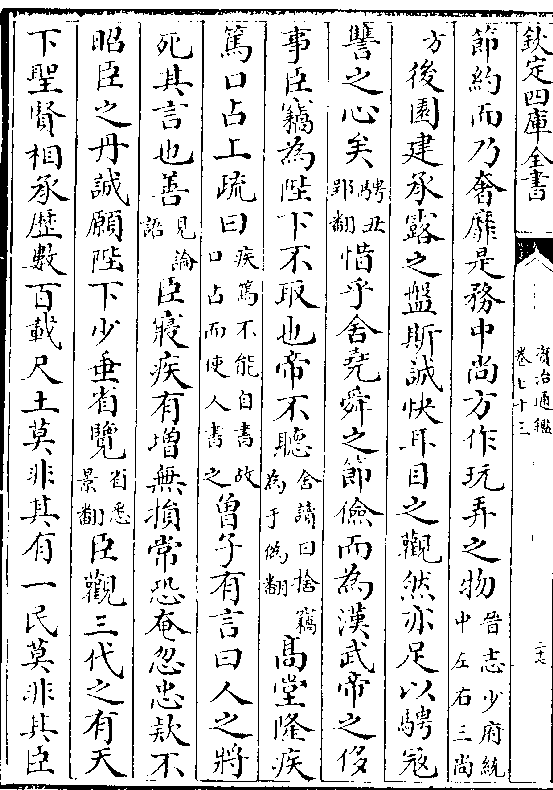 欽定四庫全書
資治通鑑
卷七十三
節約而乃奢靡是務中尚方作玩弄之物晉志少府統中左右三尚
方後園建承露之盤斯誠快耳目之觀然亦足以騁寇
讐之心矣騁丑郢翻惜乎舍堯舜之節儉而為漢武帝之侈
事臣竊為陛下不取也帝不聽舍讀曰捨竊為于偽翻高堂隆疾
篤口占上疏曰疾篤不能自書故口占而使人書之曾子有言曰人之將
死其言也善見論語臣寢疾有增無損常恐奄忽忠款不
昭臣之丹誠願陛下少垂省覽省悉景翻臣觀三代之有天
下聖賢相承歴數百載尺土莫非其有一民莫非其臣